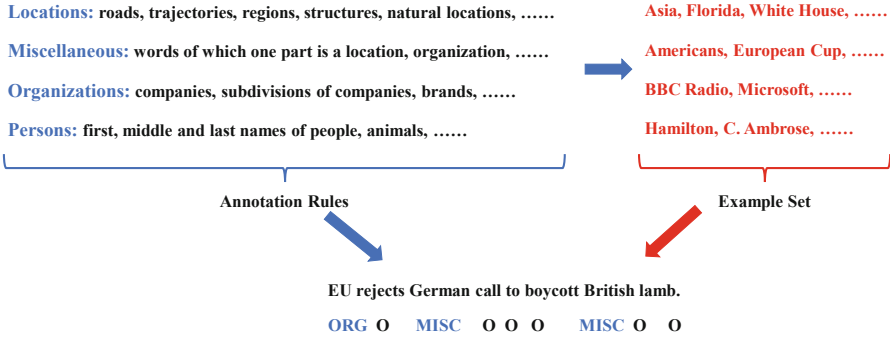 Locations: roads, trajectories, regions, structures, natural locations, ……
Asia, Florida, White House, ……
Miscellaneous: words of which one part is a location, organization, ……
Americans, European Cup, ……
Organizations: companies, subdivisions of companies, brands, ……
BBC Radio, Microsoft, ……
Persons: first, middle and last names of people, animals, ……
Hamilton, C. Ambrose, ……
Annotation Rules
Example Set
EU rejects German call to boycott British lamb.
ORG O MISC O O O MISC O O